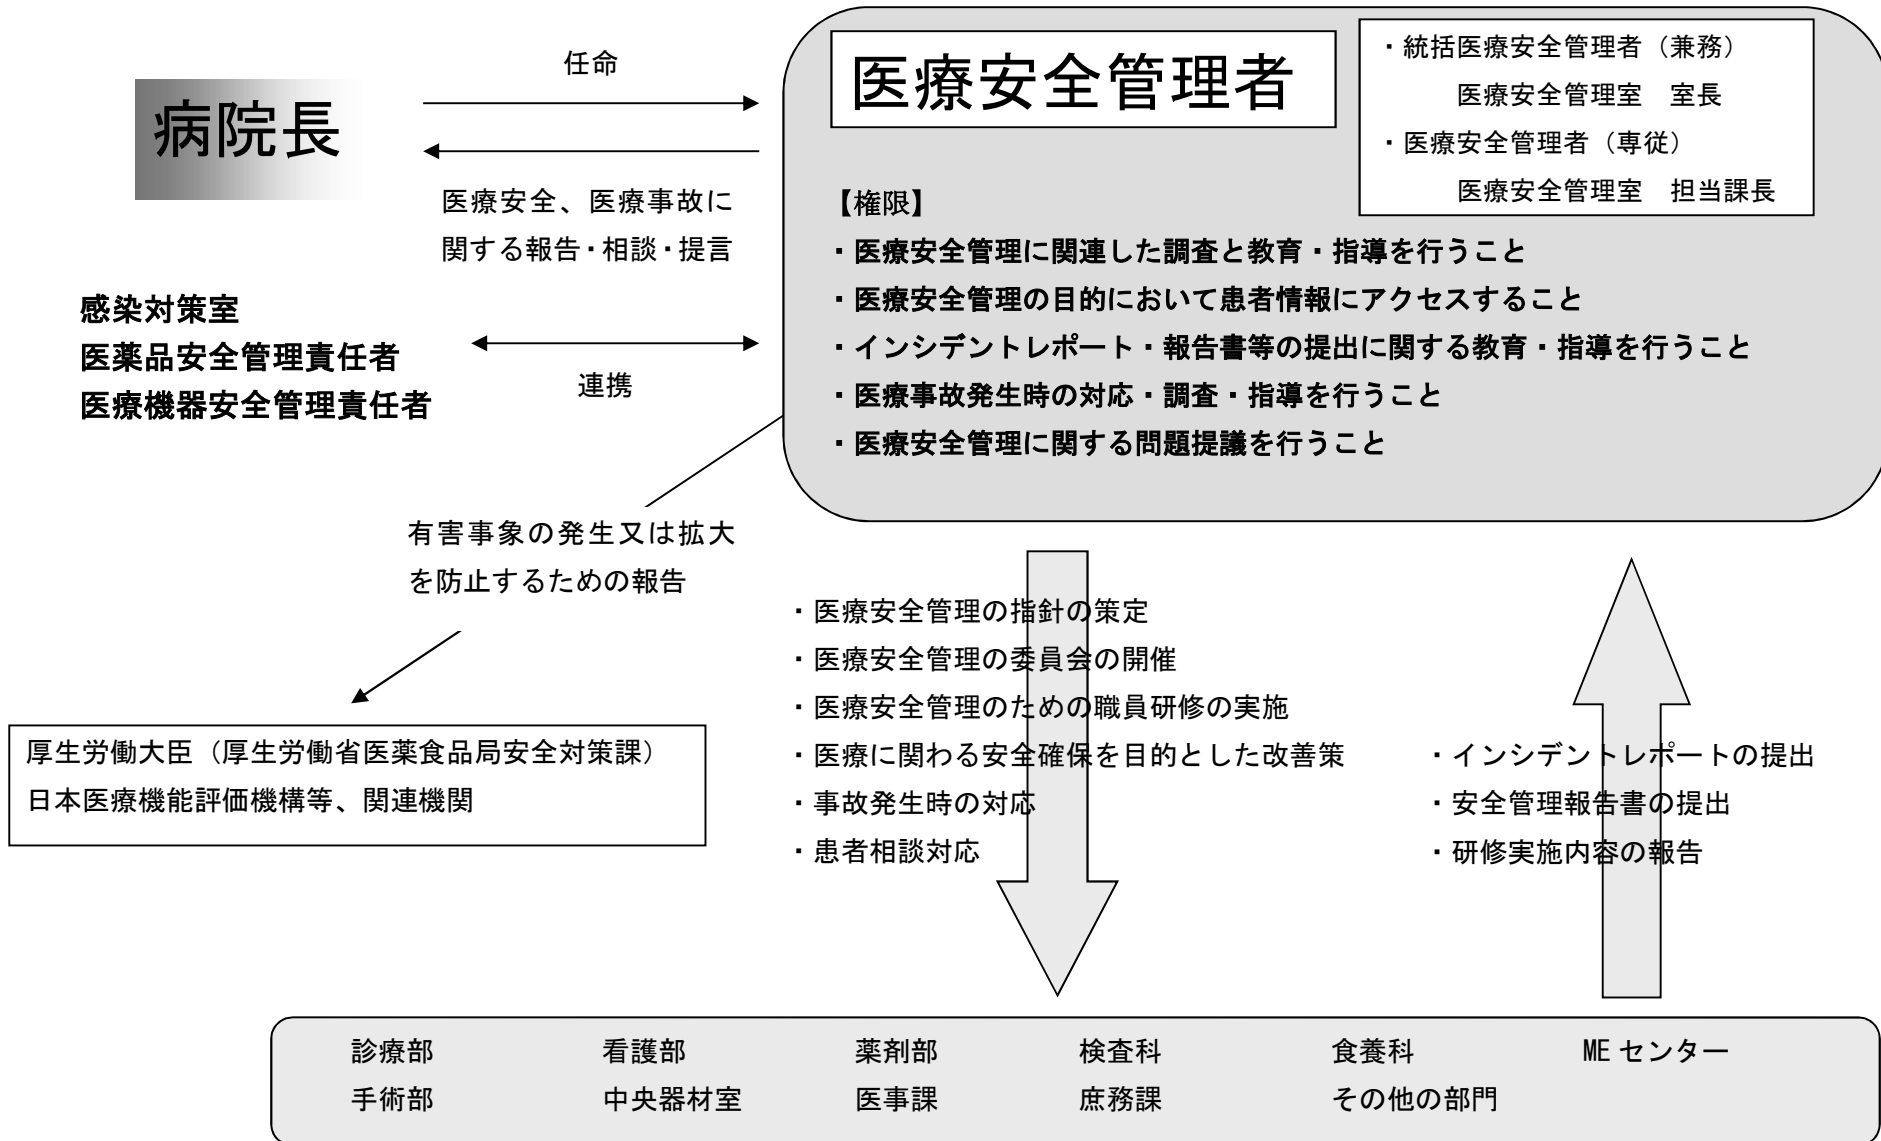 任命
病院長
医療安全、医療事故に
関する報告・相談・提言
医療安全管理者
・統括医療安全管理者（兼務）
医療安全管理室　室長
・医療安全管理者（専従）
医療安全管理室　担当課長
【権限】
・医療安全管理に関連した調査と教育・指導を行うこと
・医療安全管理の目的において患者情報にアクセスすること
・インシデントレポート・報告書等の提出に関する教育・指導を行うこと
・医療事故発生時の対応・調査・指導を行うこと
・医療安全管理に関する問題提議を行うこと
感染対策室
医薬品安全管理責任者
医療機器安全管理責任者
連携
有害事象の発生又は拡大
を防止するための報告
厚生労働大臣（厚生労働省医薬食品局安全対策課）
日本医療機能評価機構等、関連機関
・医療安全管理の指針の策定
・医療安全管理の委員会の開催
・医療安全管理のための職員研修の実施
・医療に関わる安全確保を目的とした改善策
・事故発生時の対応
・患者相談対応
・インシデントレポートの提出
・安全管理報告書の提出
・研修実施内容の報告
診療部　看護部　薬剤部　検査科　食養科　ME センター
手術部　中央器材室　医事課　庶務課　その他の部門